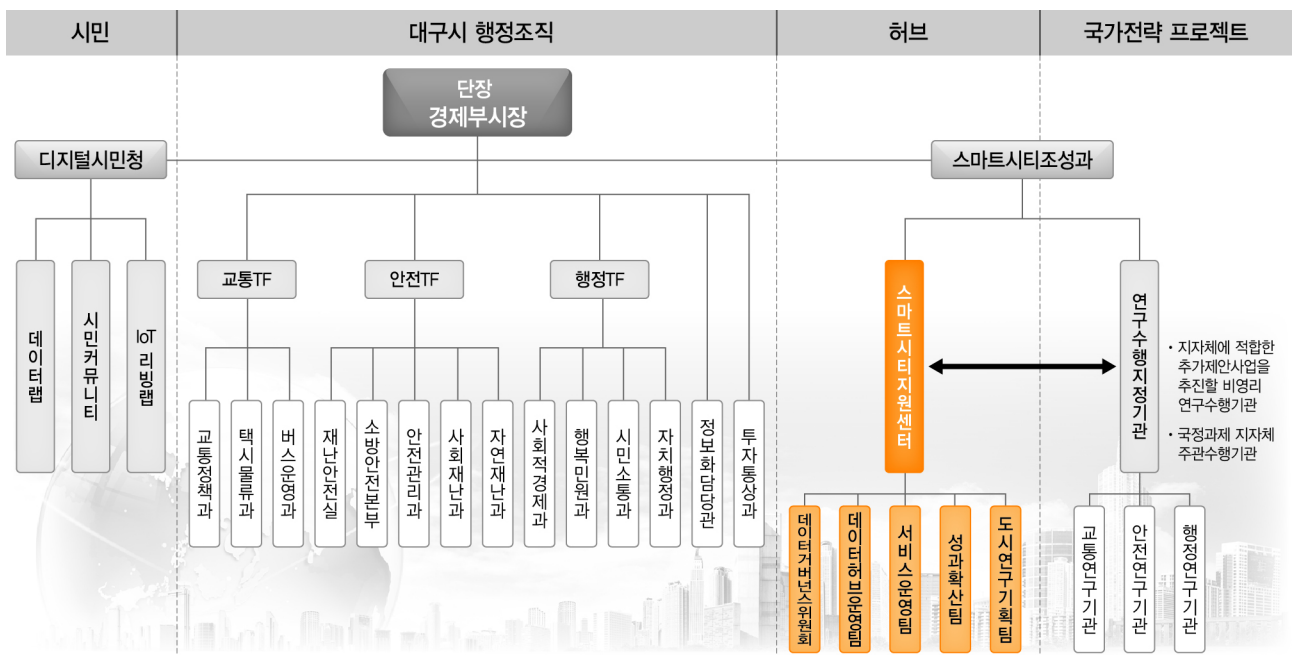 시민
대구시 행정조직
허브
국가전략 프로젝트
단장
경제부시장
디지털시민청
스마트시티조성과
데이터랩
시민커뮤니티
IoT 리빙랩
교통TF
안전TF
행정TF
스마트시티지원센터
연구수행지정기관
· 지자체에 적합한
추가제안사업을
추진할 비영리
연구수행기관
· 국정과제 지자체
주관수행기관
교통정책과
택시물류과
버스운영과
재난안전실
소방안전본부
안전관리과
사회재난과
자연재난과
사회적경제과
행복민원과
시민소통과
자치행정과
정보화담당관
투자통상과
데이터거버넌스위원회
데이터허브운영팀
서비스운영팀
성과확산팀
도시연구기획팀
교통연구기관
안전연구기관
행정연구기관